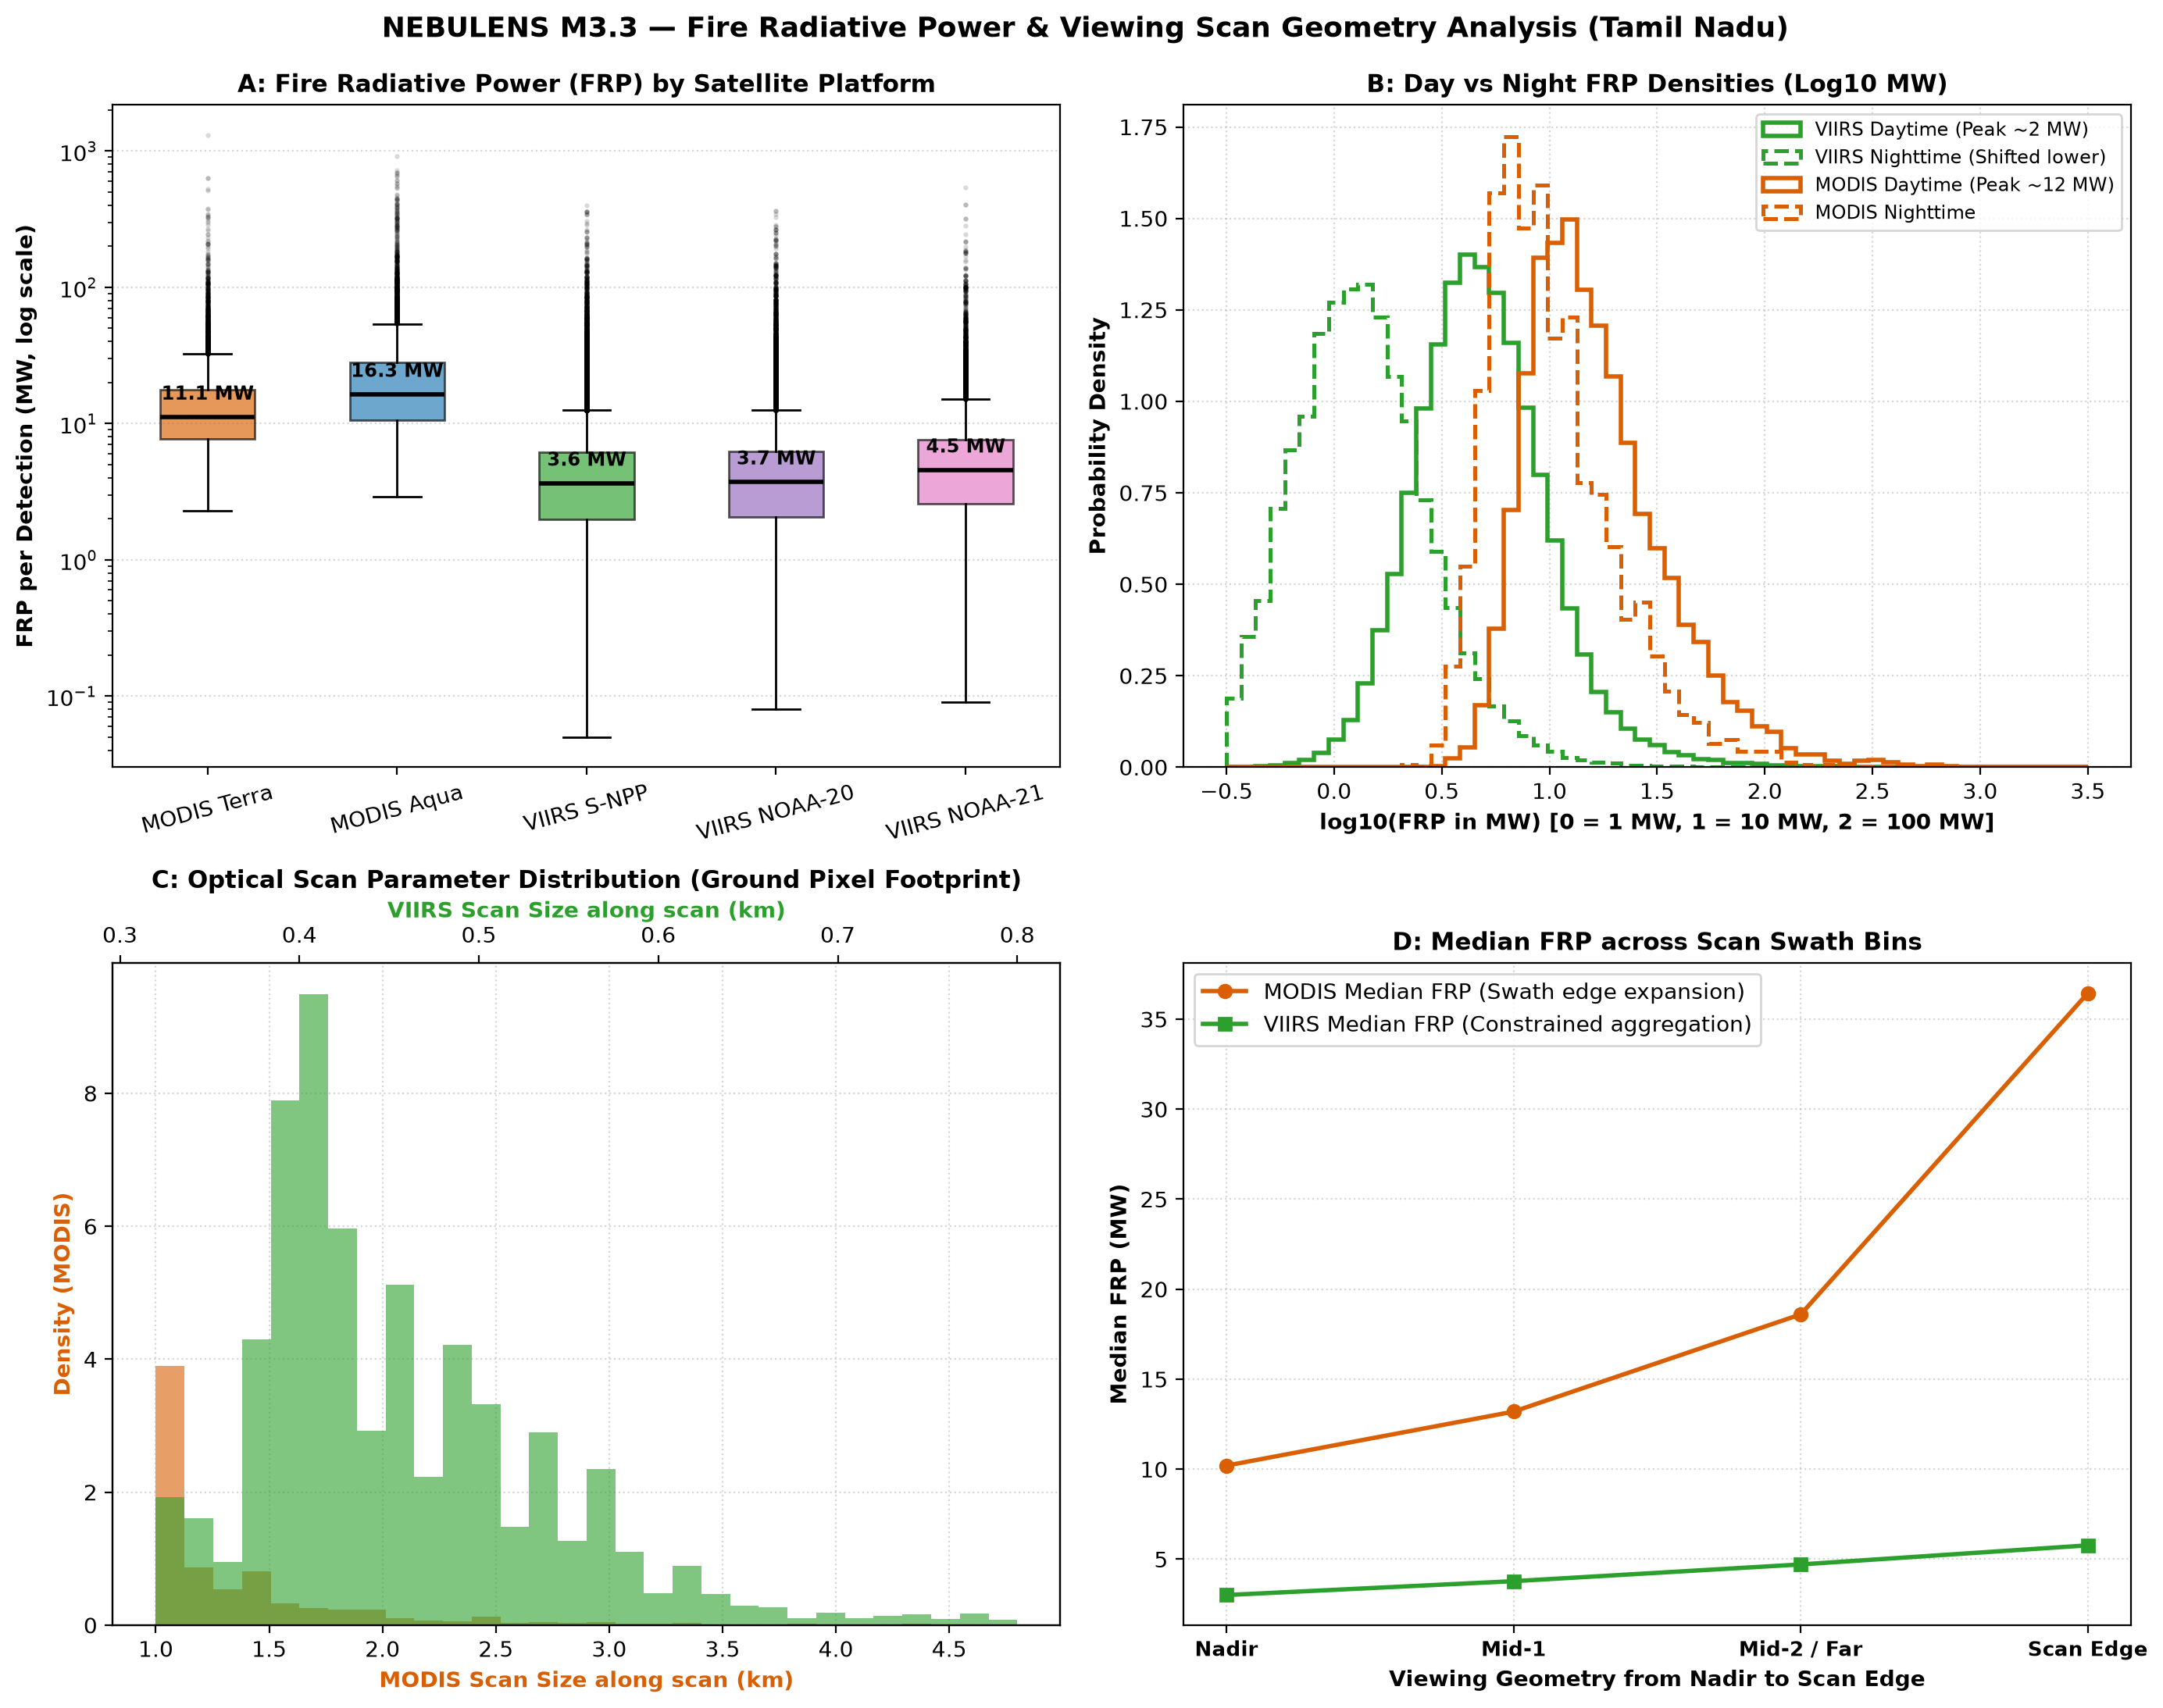 NEBULENS M3.3 — Fire Radiative Power & Viewing Scan Geometry Analysis (Tamil Nadu)
A: Fire Radiative Power (FRP) by Satellite Platform
FRP per Detection (MW, log scale)
10³
10²
10¹
10⁰
10⁻¹
11.1 MW
16.3 MW
3.6 MW
3.7 MW
4.5 MW
MODIS Terra
MODIS Aqua
VIIRS S-NPP
VIIRS NOAA-20
VIIRS NOAA-21
B: Day vs Night FRP Densities (Log10 MW)
Probability Density
1.75
1.50
1.25
1.00
0.75
0.50
0.25
0.00
VIIRS Daytime (Peak ~2 MW)
VIIRS Nighttime (Shifted lower)
MODIS Daytime (Peak ~12 MW)
MODIS Nighttime
−0.5 0.0 0.5 1.0 1.5 2.0 2.5 3.0 3.5
log10(FRP in MW) [0 = 1 MW, 1 = 10 MW, 2 = 100 MW]
C: Optical Scan Parameter Distribution (Ground Pixel Footprint)
VIIRS Scan Size along scan (km)
0.3 0.4 0.5 0.6 0.7 0.8
Density (MODIS)
8
6
4
2
0
1.0 1.5 2.0 2.5 3.0 3.5 4.0 4.5
MODIS Scan Size along scan (km)
D: Median FRP across Scan Swath Bins
Median FRP (MW)
35
30
25
20
15
10
5
MODIS Median FRP (Swath edge expansion)
VIIRS Median FRP (Constrained aggregation)
Nadir Mid-1 Mid-2 / Far Scan Edge
Viewing Geometry from Nadir to Scan Edge